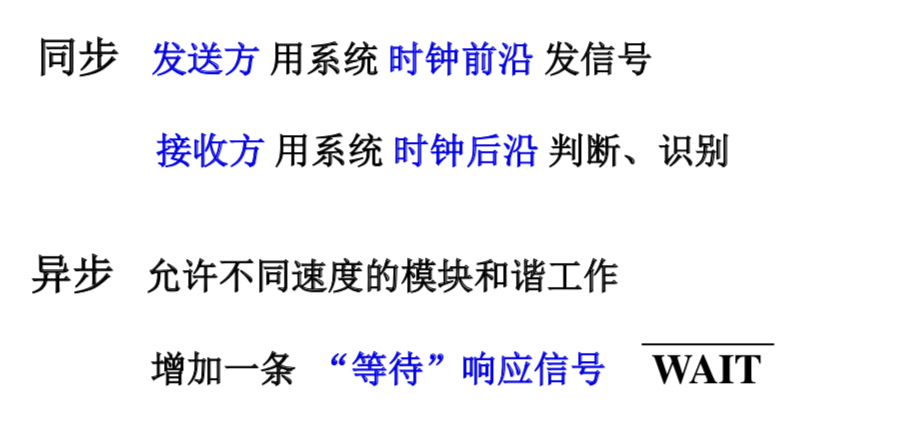 同步 发送方 用系统 时钟前沿 发信号
接收方 用系统 时钟后沿 判断、识别
异步 允许不同速度的模块和谐工作
增加一条 “等待”响应信号 WAIT